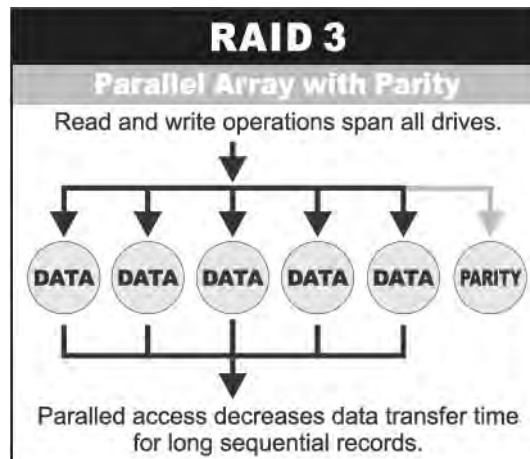 RAID 3
Parallel Array with Parity
Read and write operations span all drives.
DATA DATA DATA DATA DATA PARITY
Paralled access decreases data transfer time
for long sequential records.